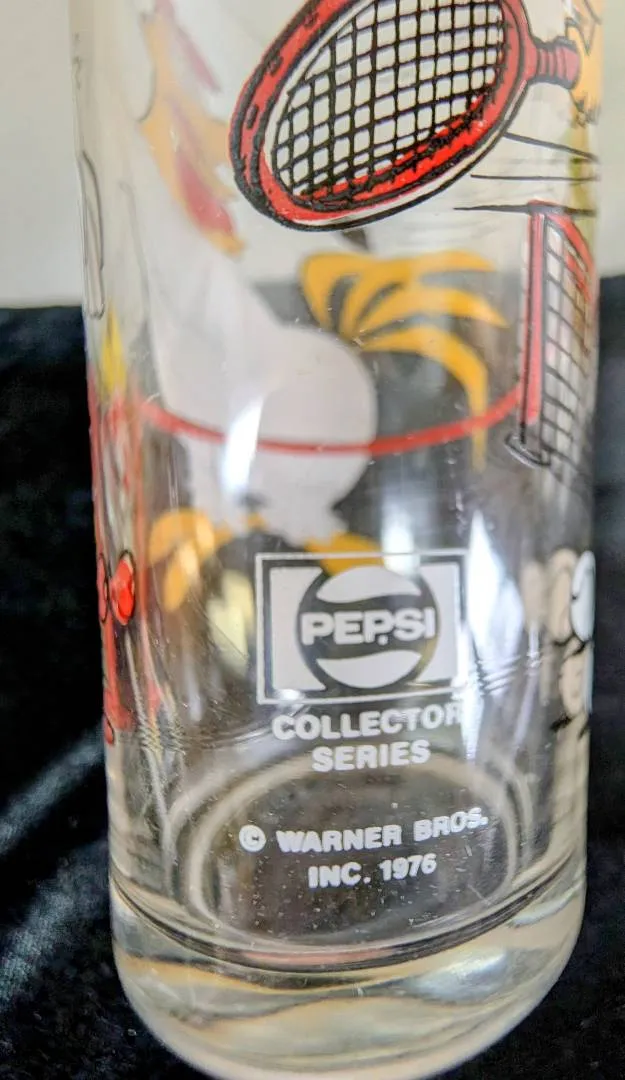 PEPSI
COLLECTOR
SERIES
© WARNER BROS.
INC. 1976